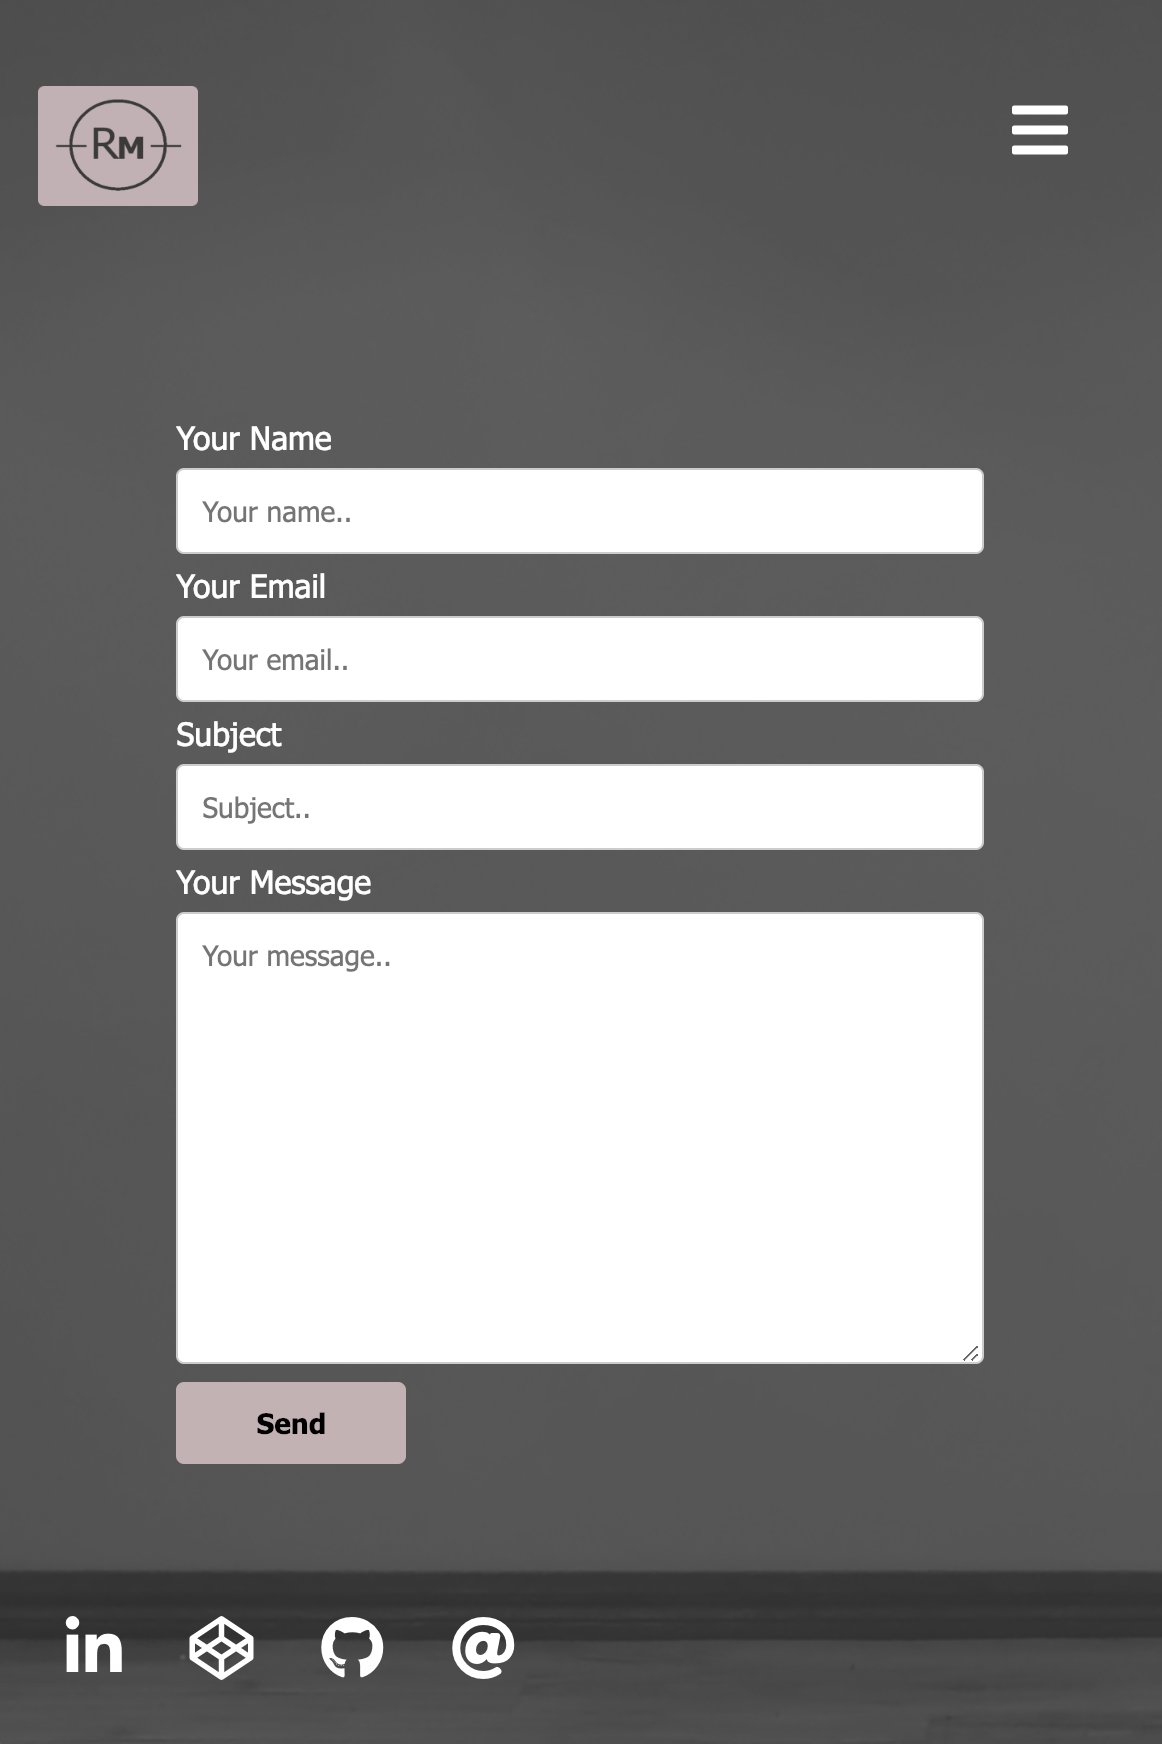 RM
Your Name
Your name..
Your Email
Your email..
Subject
Subject..
Your Message
Your message..
Send
in
@